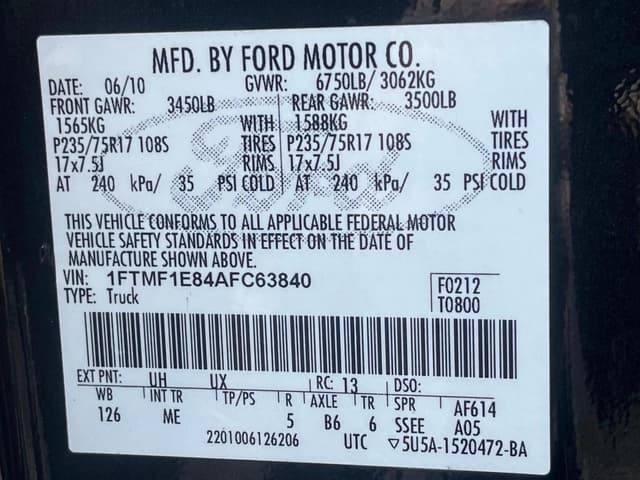 MFD. BY FORD MOTOR CO.
DATE: 06/10 GVWR: 6750LB/ 3062KG
FRONT GAWR: 3450LB REAR GAWR: 3500LB
1565KG WITH 1588KG WITH
P235/75R17 108S TIRES P235/75R17 108S TIRES
17x7.5J RIMS 17x7.5J RIMS
AT 240 kPa/ 35 PSI COLD AT 240 kPa/ 35 PSI COLD
THIS VEHICLE CONFORMS TO ALL APPLICABLE FEDERAL MOTOR
VEHICLE SAFETY STANDARDS IN EFFECT ON THE DATE OF
MANUFACTURE SHOWN ABOVE.
VIN: 1FTMF1E84AFC63840 F0212
TYPE: Truck T0800
EXT PNT: UH UX RC: 13 DSO:
WB INT TR TP/PS R AXLE TR SPR AF614
126 ME 5 B6 6 SSEE A05
2201006126206 UTC ▽5U5A-1520472-BA
Ford